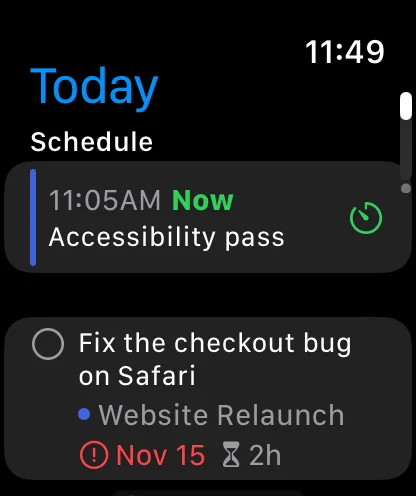 11:49
Today
Schedule
11:05AM Now
Accessibility pass
Fix the checkout bug
on Safari
Website Relaunch
Nov 15 2h